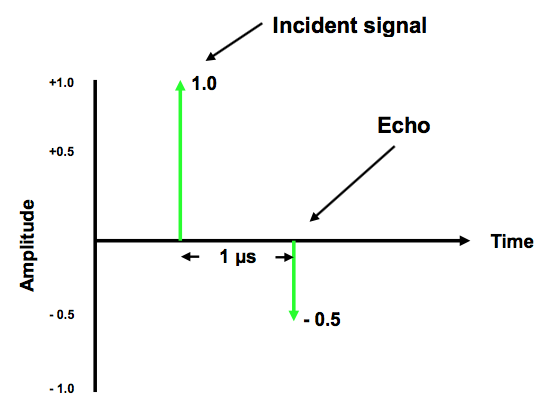 Incident signal
+1.0
1.0
Echo
+0.5
Amplitude
Time
1 µs
- 0.5
- 0.5
- 1.0